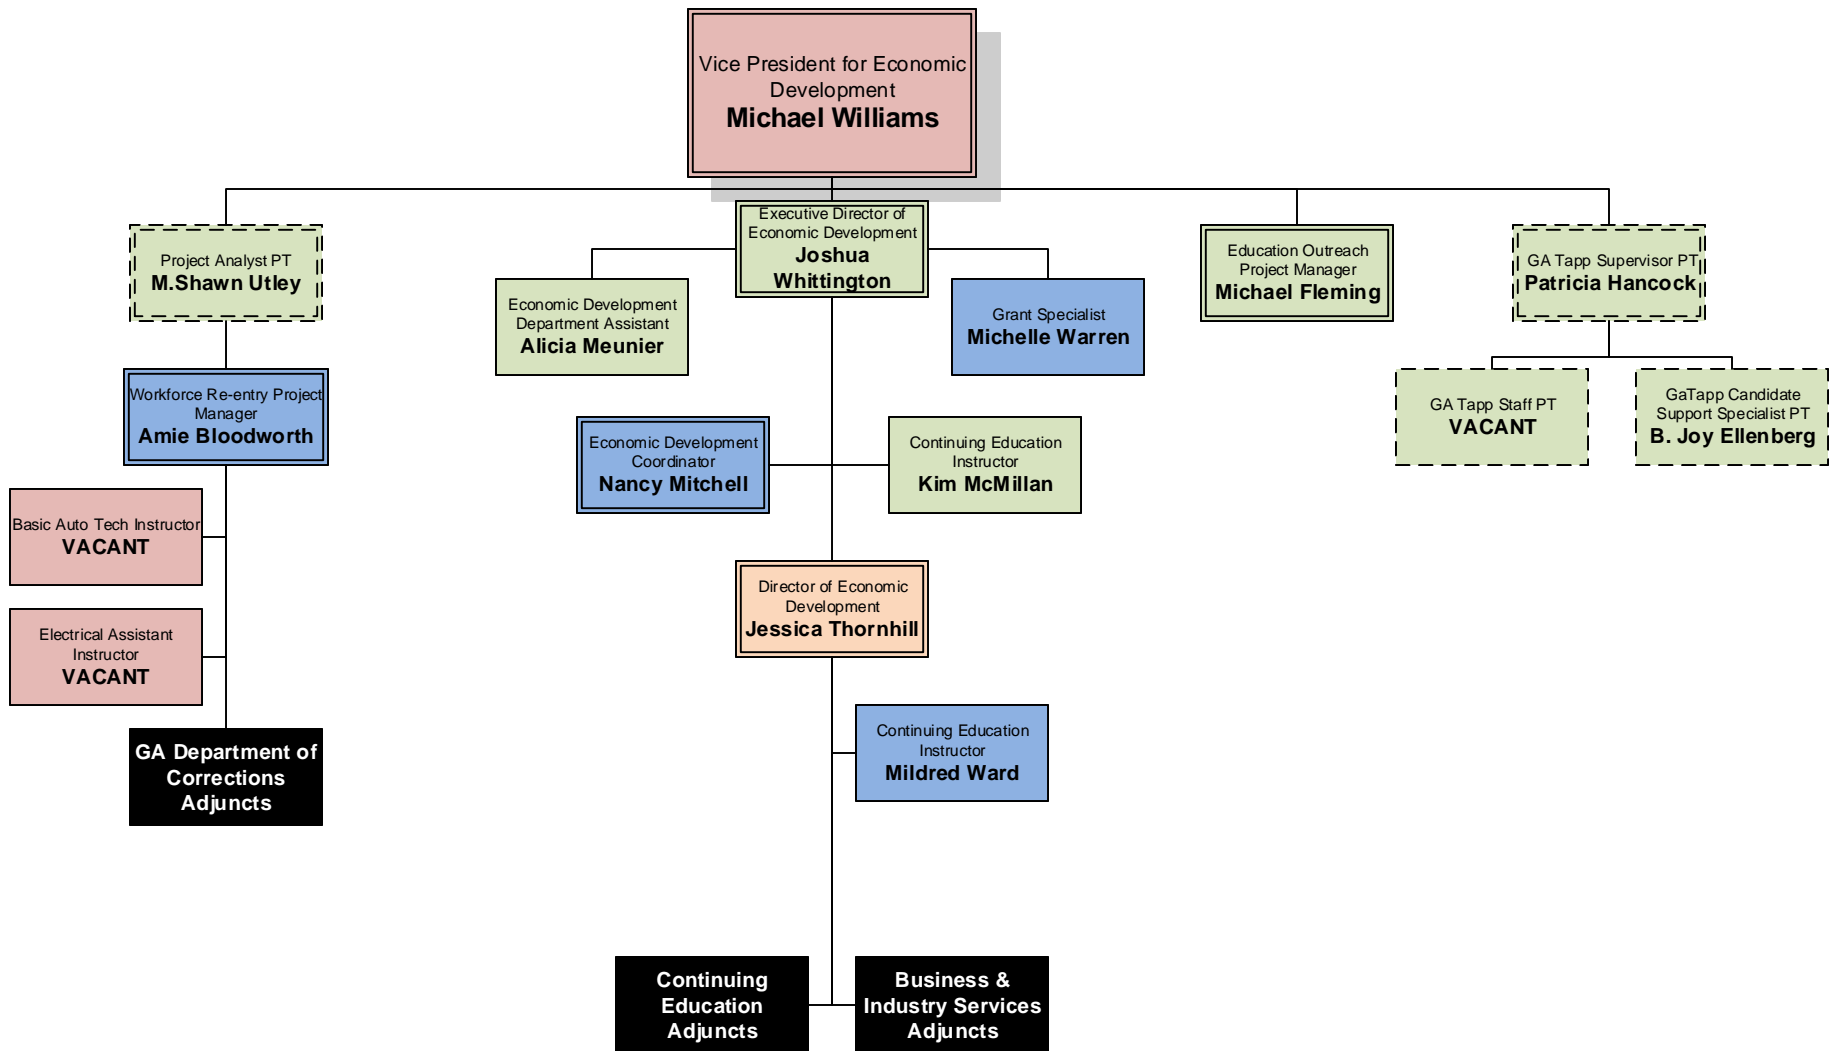 Vice President for Economic
Development
Michael Williams
Project Analyst PT
M.Shawn Utley
Executive Director of
Economic Development
Joshua
Whittington
Education Outreach
Project Manager
Michael Fleming
GA Tapp Supervisor PT
Patricia Hancock
Economic Development
Department Assistant
Alicia Meunier
Grant Specialist
Michelle Warren
Workforce Re-entry Project
Manager
Amie Bloodworth
GA Tapp Staff PT
VACANT
GaTapp Candidate
Support Specialist PT
B. Joy Ellenberg
Economic Development
Coordinator
Nancy Mitchell
Continuing Education
Instructor
Kim McMillan
Basic Auto Tech Instructor
VACANT
Director of Economic
Development
Jessica Thornhill
Electrical Assistant
Instructor
VACANT
GA Department of
Corrections
Adjuncts
Continuing Education
Instructor
Mildred Ward
Continuing
Education
Adjuncts
Business &
Industry Services
Adjuncts